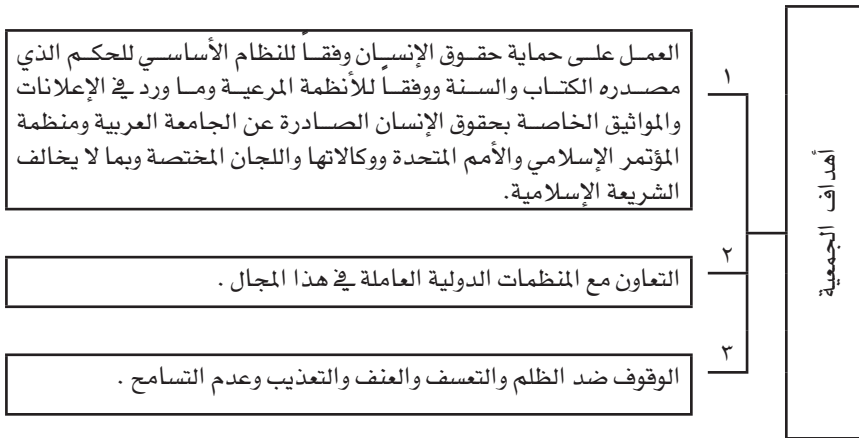 أهداف الجمعية
١
العمل على حماية حقوق الإنسان وفقاً للنظام الأساسي للحكم الذي
مصدره الكتاب والسنة ووفقاً للأنظمة المرعية وما ورد في الإعلانات
والمواثيق الخاصة بحقوق الإنسان الصادرة عن الجامعة العربية ومنظمة
المؤتمر الإسلامي والأمم المتحدة ووكالاتها واللجان المختصة وبما لا يخالف
الشريعة الإسلامية.
٢
التعاون مع المنظمات الدولية العاملة في هذا المجال .
٣
الوقوف ضد الظلم والتعسف والعنف والتعذيب وعدم التسامح .